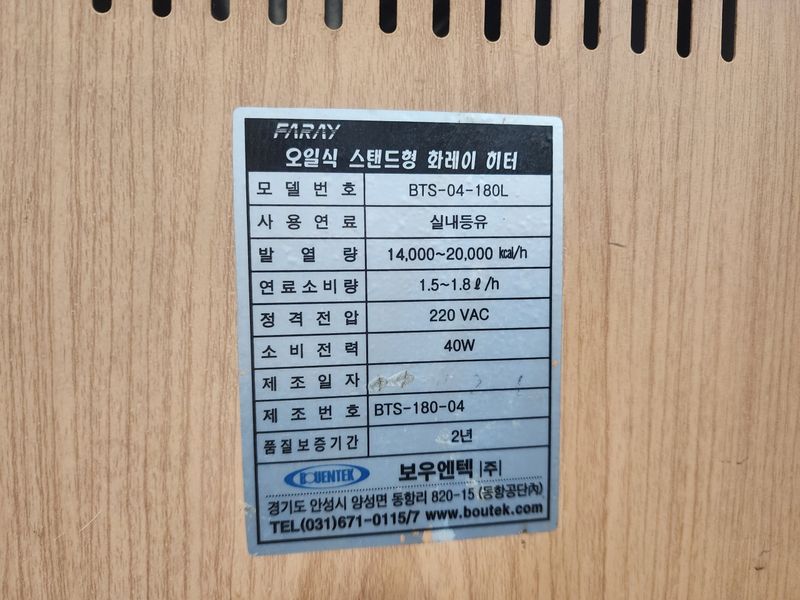 FARAY
오일식 스탠드형 화레이 히터
모델번호 BTS-04-180L
사용연료 실내등유
발열량 14,000~20,000 ㎉/h
연료소비량 1.5~1.8ℓ/h
정격전압 220 VAC
소비전력 40W
제조일자
제조번호 BTS-180-04
품질보증기간 2년
BOUENTEK 보우엔텍 |주|
경기도 안성시 양성면 동항리 820-15 (동항공단內)
TEL(031)671-0115/7 www.boutek.com